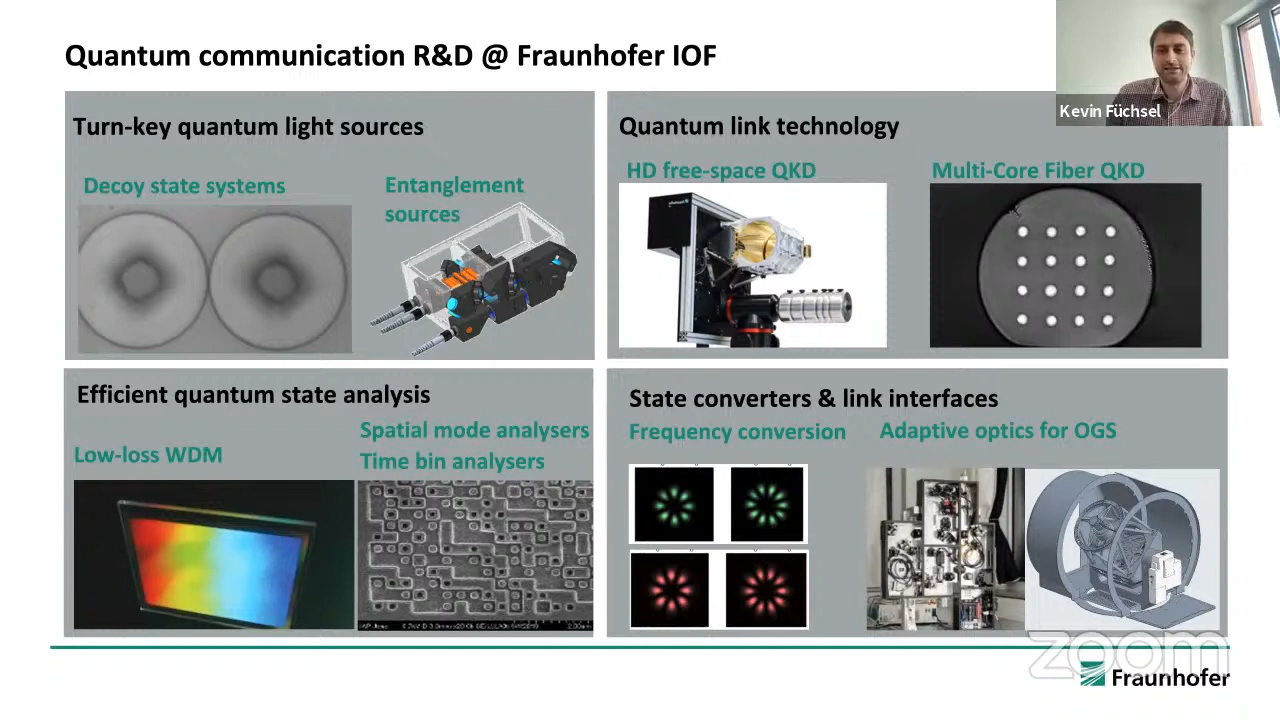 Quantum communication R&D @ Fraunhofer IOF
Kevin Füchsel
Turn-key quantum light sources
Decoy state systems
Entanglement
sources
Quantum link technology
HD free-space QKD
Multi-Core Fiber QKD
Efficient quantum state analysis
Low-loss WDM
Spatial mode analysers
Time bin analysers
State converters & link interfaces
Frequency conversion
Adaptive optics for OGS
zoom
Fraunhofer